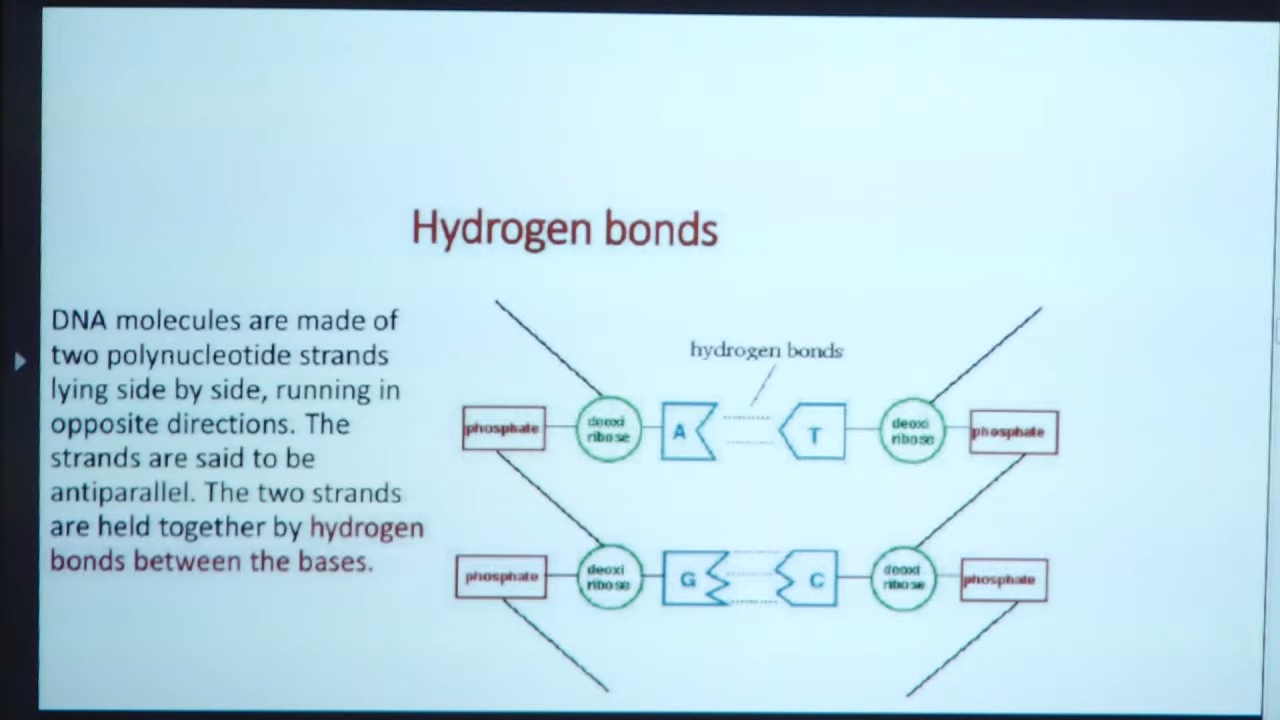 Hydrogen bonds
DNA molecules are made of
two polynucleotide strands
lying side by side, running in
opposite directions. The
strands are said to be
antiparallel. The two strands
are held together by hydrogen
bonds between the bases.
hydrogen bonds
phosphate
deoxi
ribose
A
T
deoxi
ribose
phosphate
phosphate
deoxi
ribose
G
C
deoxi
ribose
phosphate